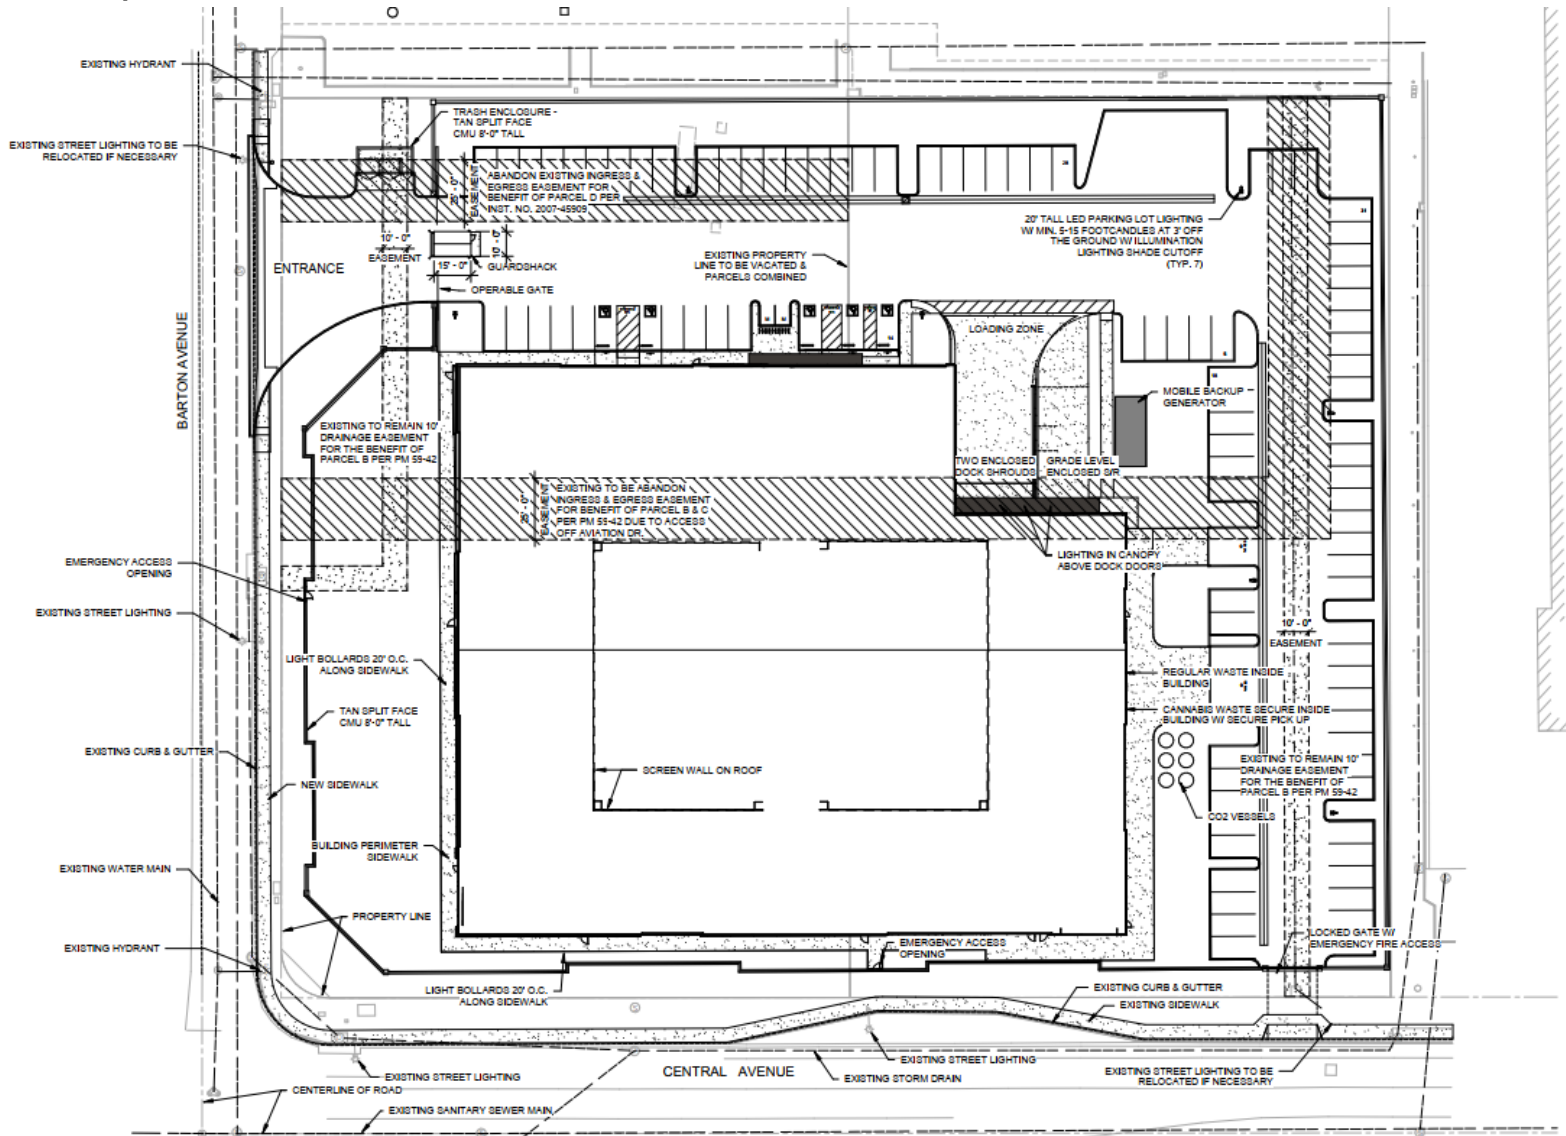 EXISTING HYDRANT
EXISTING STREET LIGHTING TO BE
RELOCATED IF NECESSARY
TRASH ENCLOSURE -
TAN SPLIT FACE
CMU 8'-0" TALL
EASEMENT
ABANDON EXISTING INGRESS &
EGRESS EASEMENT FOR
BENEFIT OF PARCEL D PER
INST. NO. 2007-45909
20' TALL LED PARKING LOT LIGHTING
W/ MIN. 5-15 FOOTCANDLES AT 3' OFF
THE GROUND W/ ILLUMINATION
LIGHTING SHADE CUTOFF
(TYP. 7)
10' - 0"
EASEMENT
10' - 0"
15' - 0"
GUARDSHACK
OPERABLE GATE
ENTRANCE
EXISTING PROPERTY
LINE TO BE VACATED &
PARCELS COMBINED
BARTON AVENUE
LOADING ZONE
MOBILE BACKUP
GENERATOR
EXISTING TO REMAIN 10'
DRAINAGE EASEMENT
FOR THE BENEFIT OF
PARCEL B PER PM 59-42
TWO ENCLOSED
DOCK SHROUDS
GRADE LEVEL
ENCLOSED S/R
EASEMENT
EXISTING TO BE ABANDON
INGRESS & EGRESS EASEMENT
FOR BENEFIT OF PARCEL B & C
PER PM 59-42 DUE TO ACCESS
OFF AVIATION DR.
LIGHTING IN CANOPY
ABOVE DOCK DOORS
EMERGENCY ACCESS
OPENING
EXISTING STREET LIGHTING
10' - 0"
EASEMENT
LIGHT BOLLARDS 20' O.C.
ALONG SIDEWALK
REGULAR WASTE INSIDE
BUILDING
TAN SPLIT FACE
CMU 8'-0" TALL
CANNABIS WASTE SECURE INSIDE
BUILDING W/ SECURE PICK UP
EXISTING CURB & GUTTER
SCREEN WALL ON ROOF
NEW SIDEWALK
EXISTING TO REMAIN 10'
DRAINAGE EASEMENT
FOR THE BENEFIT OF
PARCEL B PER PM 59-42
CO2 VESSELS
BUILDING PERIMETER
SIDEWALK
EXISTING WATER MAIN
PROPERTY LINE
EXISTING HYDRANT
EMERGENCY ACCESS
OPENING
LOCKED GATE W/
EMERGENCY FIRE ACCESS
LIGHT BOLLARDS 20' O.C.
ALONG SIDEWALK
EXISTING CURB & GUTTER
EXISTING SIDEWALK
EXISTING STREET LIGHTING
CENTRAL AVENUE
EXISTING STREET LIGHTING
EXISTING STORM DRAIN
EXISTING STREET LIGHTING TO BE
RELOCATED IF NECESSARY
CENTERLINE OF ROAD
EXISTING SANITARY SEWER MAIN